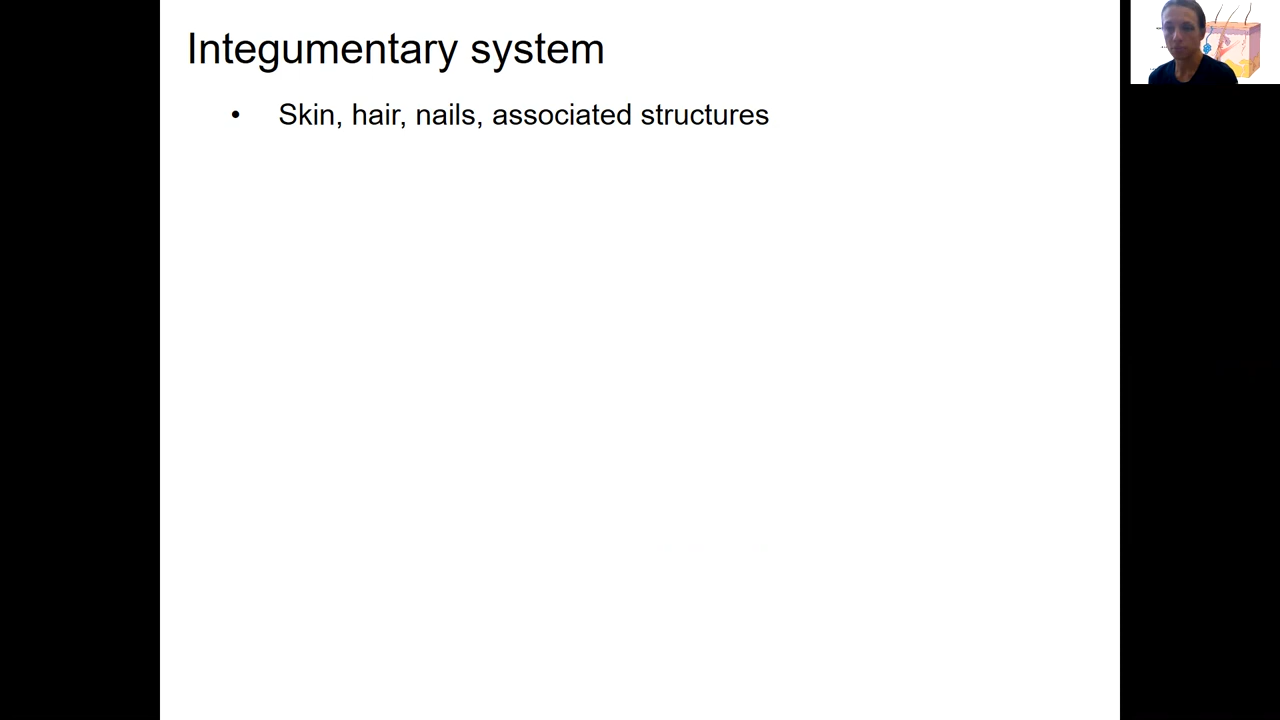 Integumentary system
• Skin, hair, nails, associated structures